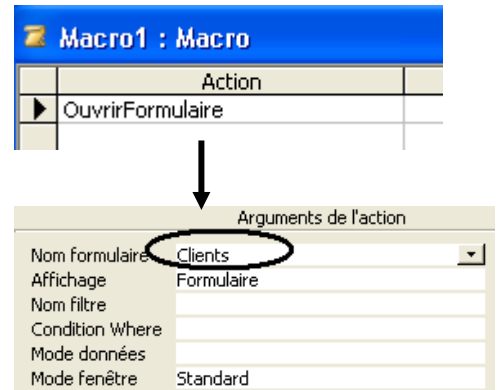 Macro1 : Macro
Action
OuvrirFormulaire
Arguments de l'action
Nom formulaire Clients
Affichage Formulaire
Nom filtre
Condition Where
Mode données
Mode fenêtre Standard